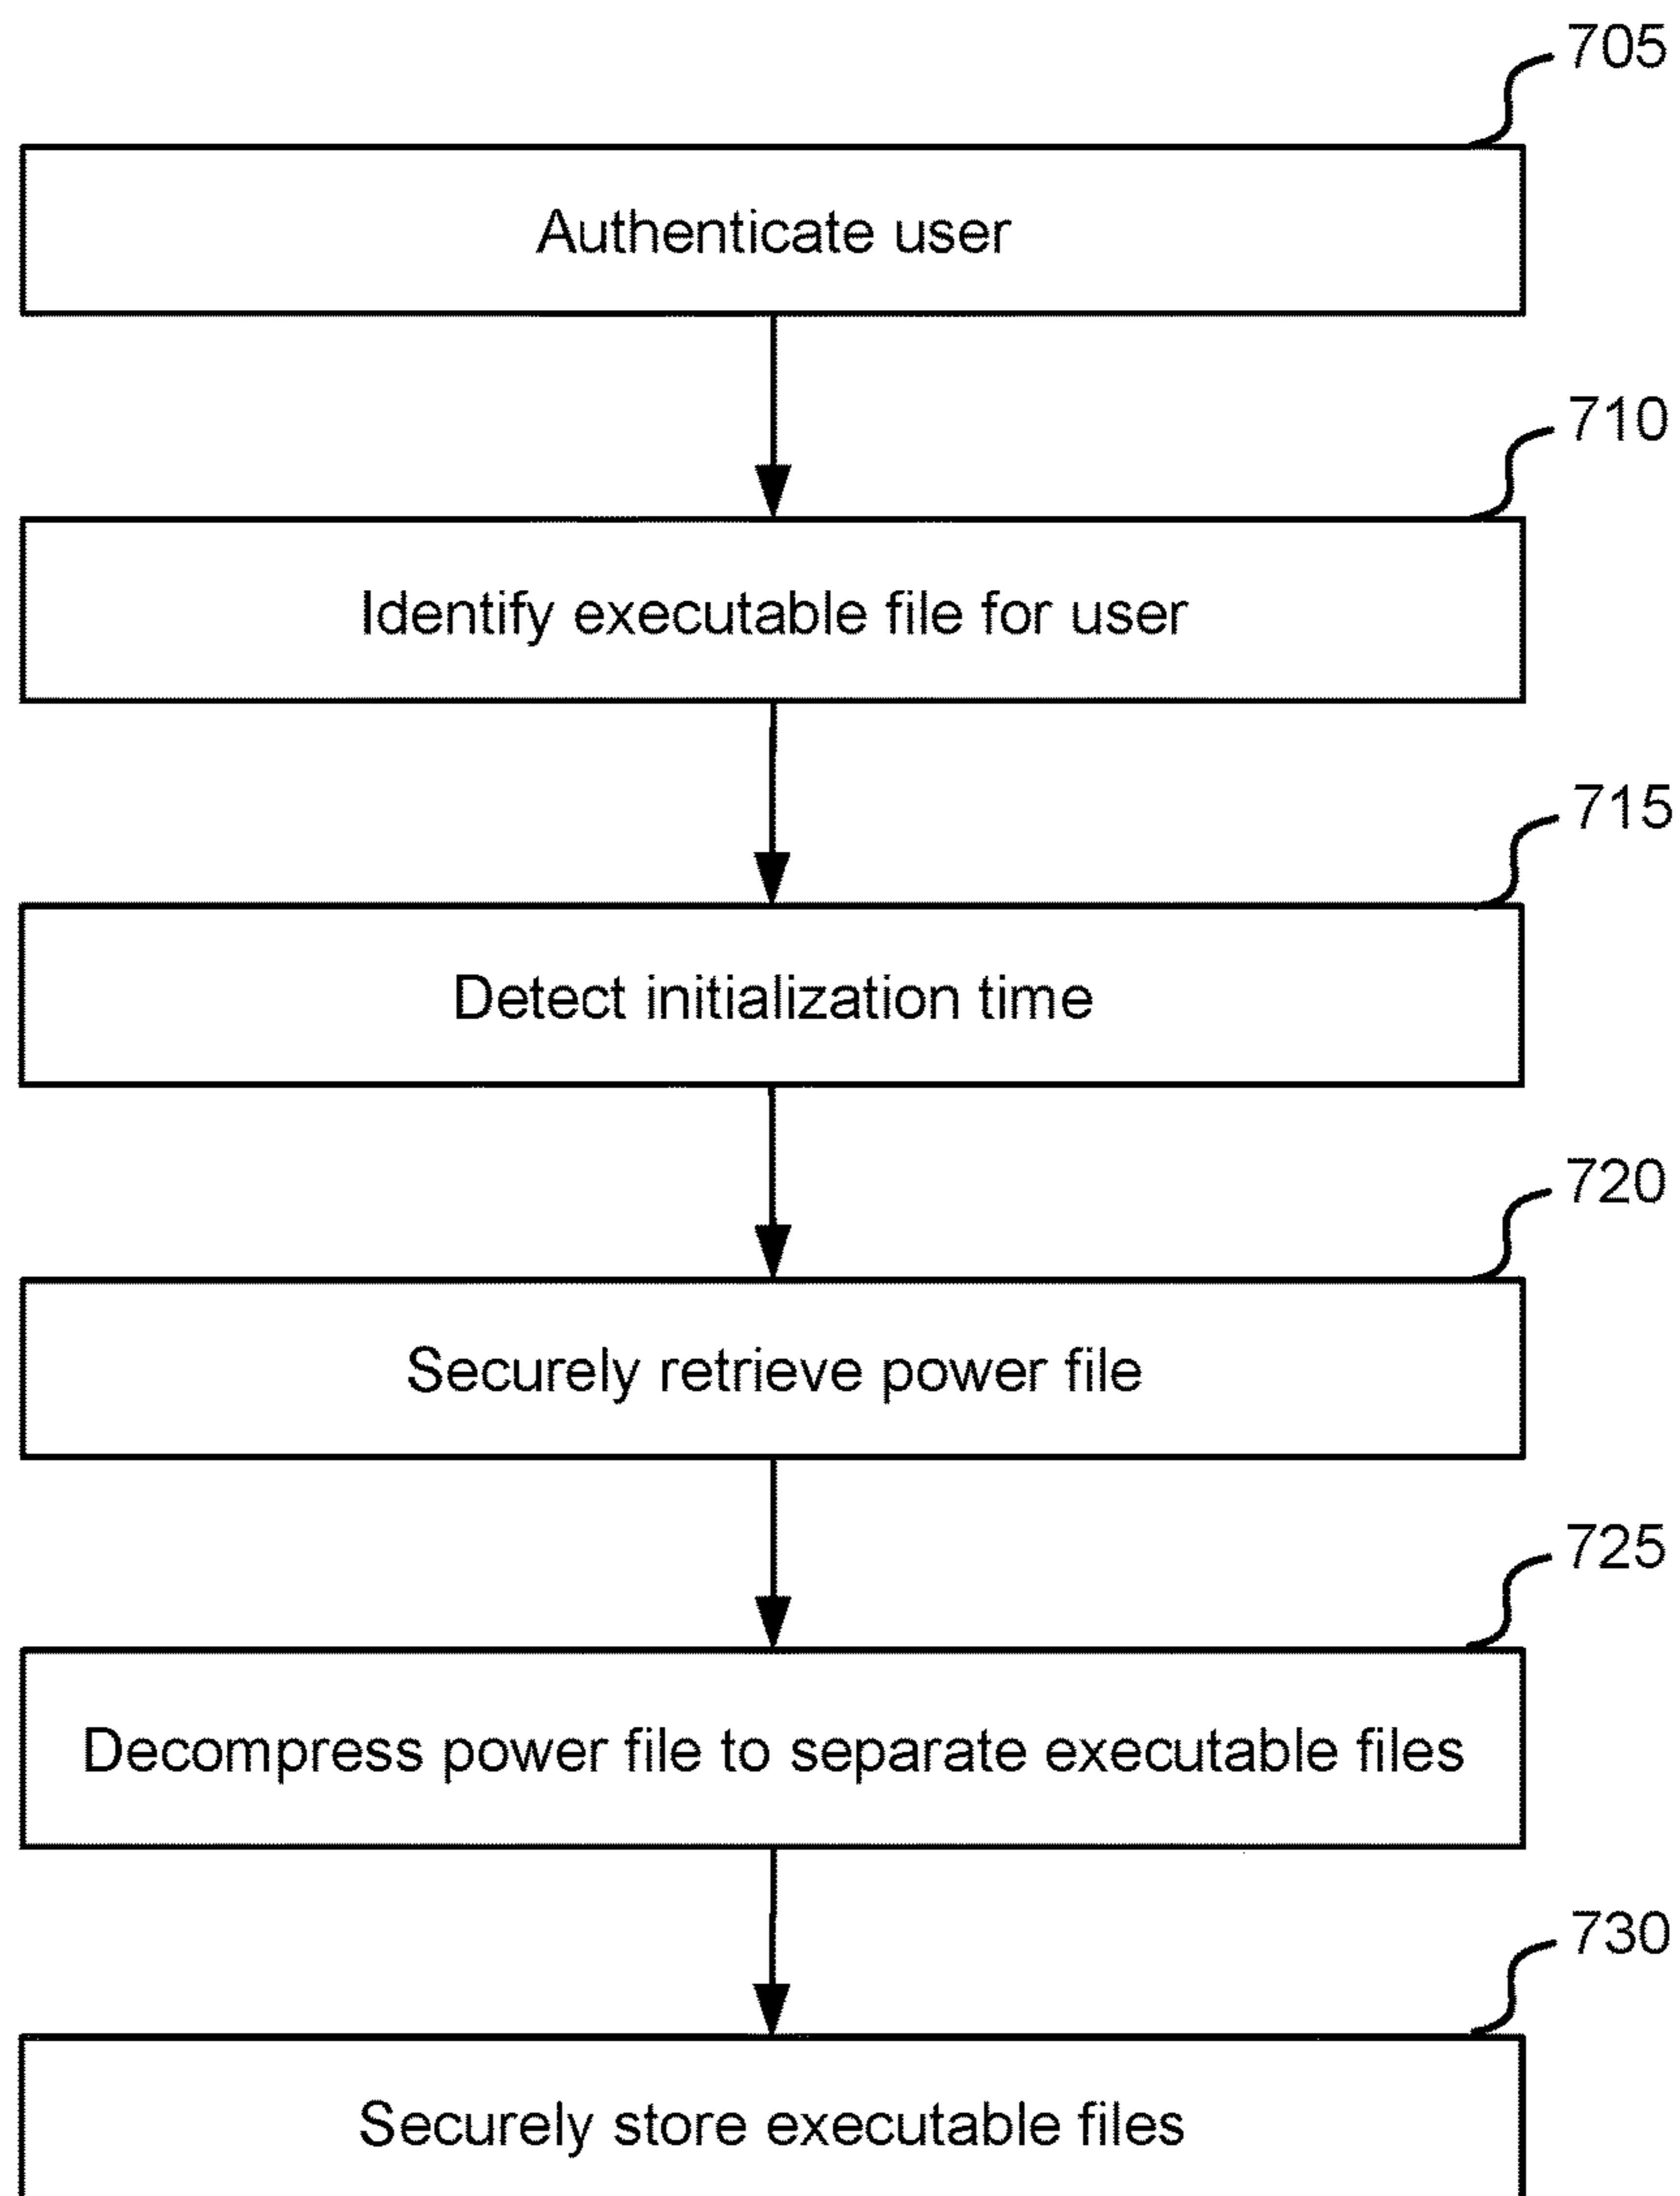 705
Authenticate user
710
Identify executable file for user
715
Detect initialization time
720
Securely retrieve power file
725
Decompress power file to separate executable files
730
Securely store executable files